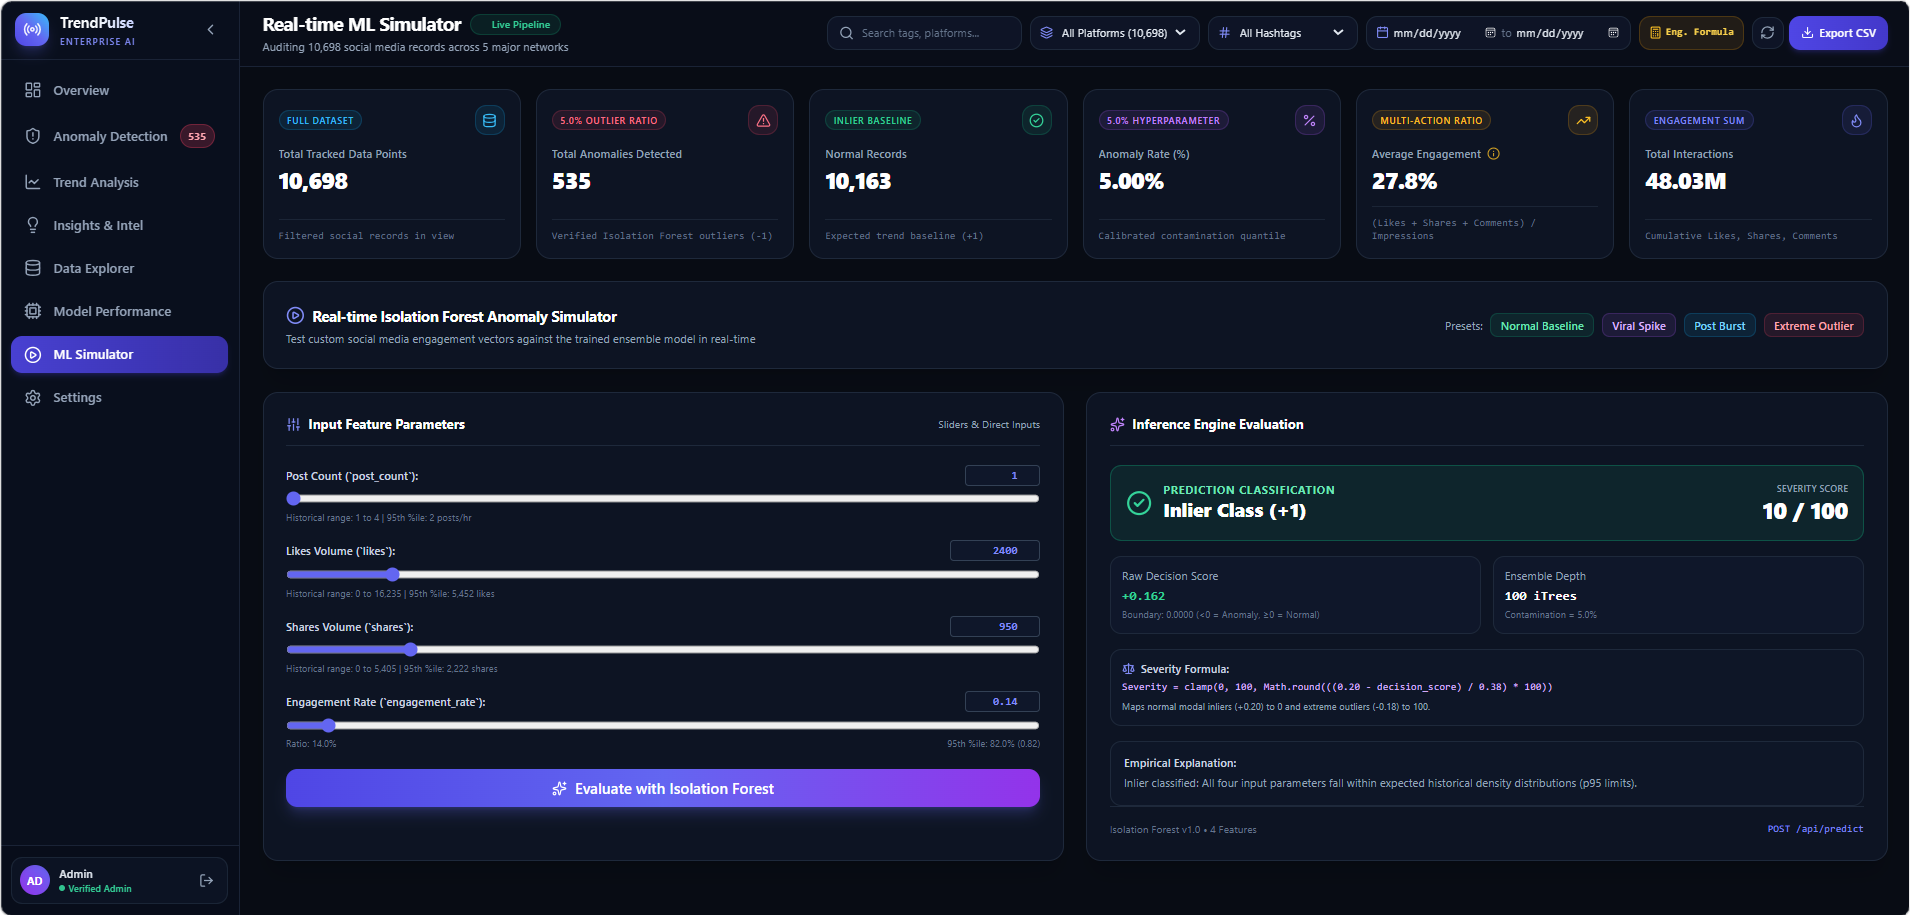 TrendPulse
ENTERPRISE AI
Overview
Anomaly Detection 535
Trend Analysis
Insights & Intel
Data Explorer
Model Performance
ML Simulator
Settings
AD
Admin
Verified Admin
Real-time ML Simulator Live Pipeline
Auditing 10,698 social media records across 5 major networks
Search tags, platforms...
All Platforms (10,698)
# All Hashtags
mm/dd/yyyy to mm/dd/yyyy
Eng. Formula
Export CSV
FULL DATASET
Total Tracked Data Points
10,698
Filtered social records in view
5.0% OUTLIER RATIO
Total Anomalies Detected
535
Verified Isolation Forest outliers (-1)
INLIER BASELINE
Normal Records
10,163
Expected trend baseline (+1)
5.0% HYPERPARAMETER
%
Anomaly Rate (%)
5.00%
Calibrated contamination quantile
MULTI-ACTION RATIO
Average Engagement
27.8%
(Likes + Shares + Comments) /
Impressions
ENGAGEMENT SUM
Total Interactions
48.03M
Cumulative Likes, Shares, Comments
Real-time Isolation Forest Anomaly Simulator
Test custom social media engagement vectors against the trained ensemble model in real-time
Presets: Normal Baseline Viral Spike Post Burst Extreme Outlier
Input Feature Parameters
Sliders & Direct Inputs
Post Count (`post_count`): 1
Historical range: 1 to 4 | 95th %ile: 2 posts/hr
Likes Volume (`likes`): 2400
Historical range: 0 to 16,235 | 95th %ile: 5,452 likes
Shares Volume (`shares`): 950
Historical range: 0 to 5,405 | 95th %ile: 2,222 shares
Engagement Rate (`engagement_rate`): 0.14
Ratio: 14.0% 95th %ile: 82.0% (0.82)
Evaluate with Isolation Forest
Inference Engine Evaluation
PREDICTION CLASSIFICATION
Inlier Class (+1)
SEVERITY SCORE
10 / 100
Raw Decision Score
+0.162
Boundary: 0.0000 (<0 = Anomaly, ≥0 = Normal)
Ensemble Depth
100 iTrees
Contamination = 5.0%
Severity Formula:
Severity = clamp(0, 100, Math.round(((0.20 - decision_score) / 0.38) * 100))
Maps normal modal inliers (+0.20) to 0 and extreme outliers (-0.18) to 100.
Empirical Explanation:
Inlier classified: All four input parameters fall within expected historical density distributions (p95 limits).
Isolation Forest v1.0 • 4 Features
POST /api/predict